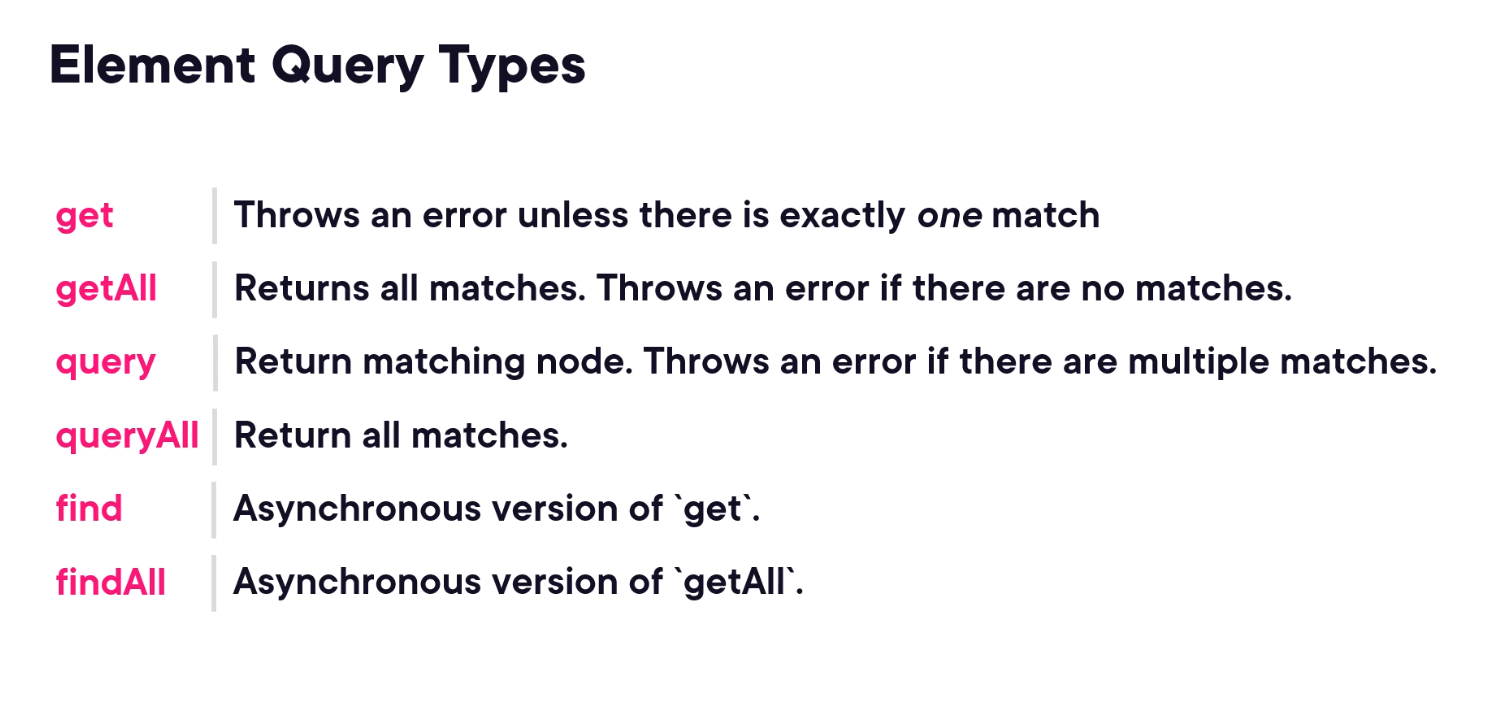 Element Query Types
get Throws an error unless there is exactly one match
getAll Returns all matches. Throws an error if there are no matches.
query Return matching node. Throws an error if there are multiple matches.
queryAll Return all matches.
find Asynchronous version of `get`.
findAll Asynchronous version of `getAll`.